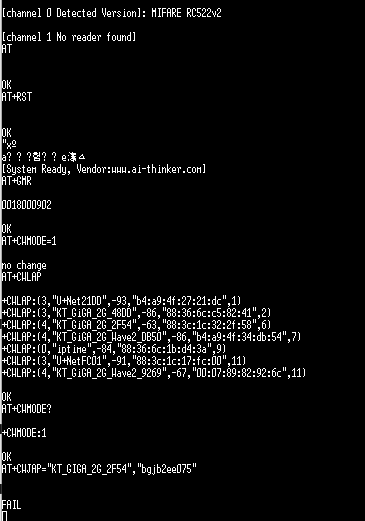 [channel 0 Detected Version]: MIFARE RC522v2
[channel 1 No reader found]
AT
OK
AT+RST
OK
[System Ready, Vendor:www.ai-thinker.com]
AT+GMR
0018000902
OK
AT+CWMODE=1
no change
AT+CWLAP
+CWLAP:(3,"U+Net21DD",-93,"b4:a9:4f:27:21:dc",1)
+CWLAP:(3,"KT_GiGA_2G_48DD",-86,"88:36:6c:c5:82:41",2)
+CWLAP:(4,"KT_GiGA_2G_2F54",-63,"88:3c:1c:32:2f:58",6)
+CWLAP:(4,"KT_GiGA_2G_Wave2_DB50",-86,"b4:a9:4f:34:db:54",7)
+CWLAP:(0,"iptime",-84,"88:36:6c:1b:d4:3a",9)
+CWLAP:(3,"U+NetFC01",-91,"88:3c:1c:17:fc:00",11)
+CWLAP:(4,"KT_GiGA_2G_Wave2_9269",-67,"00:07:89:82:92:6c",11)
OK
AT+CWMODE?
+CWMODE:1
OK
AT+CWJAP="KT_GIGA_2G_2F54","bgjb2ee075"
FAIL